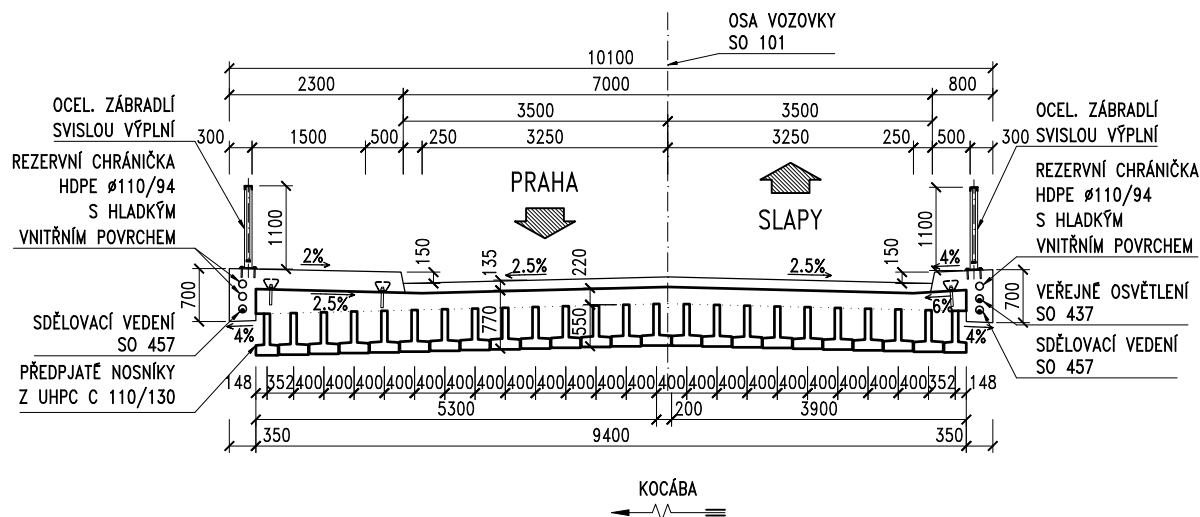 OSA VOZOVKY
SO 101
10100
2300 7000 800
3500 3500
OCEL. ZÁBRADLÍ
SVISLOU VÝPLNÍ
300 1500 500 250 3250 3250 250 500 300
OCEL. ZÁBRADLÍ
SVISLOU VÝPLNÍ
REZERVNÍ CHRÁNIČKA
HDPE ø110/94
S HLADKÝM
VNITŘNÍM POVRCHEM
PRAHA
SLAPY
REZERVNÍ CHRÁNIČKA
HDPE ø110/94
S HLADKÝM
VNITŘNÍM POVRCHEM
1100
1100
2% 150 135 2.5% 220 2.5% 150 4%
700 2.5% 770 550 6% 700
4% 4%
SDĚLOVACÍ VEDENÍ
SO 457
PŘEDPJATÉ NOSNÍKY
Z UHPC C 110/130
VEŘEJNÉ OSVĚTLENÍ
SO 437
SDĚLOVACÍ VEDENÍ
SO 457
148 352 400 400 400 400 400 400 400 400 400 400 400 400 400 400 400 400 400 400 400 400 400 352 148
5300 200 3900
350 9400 350
KOCÁBA